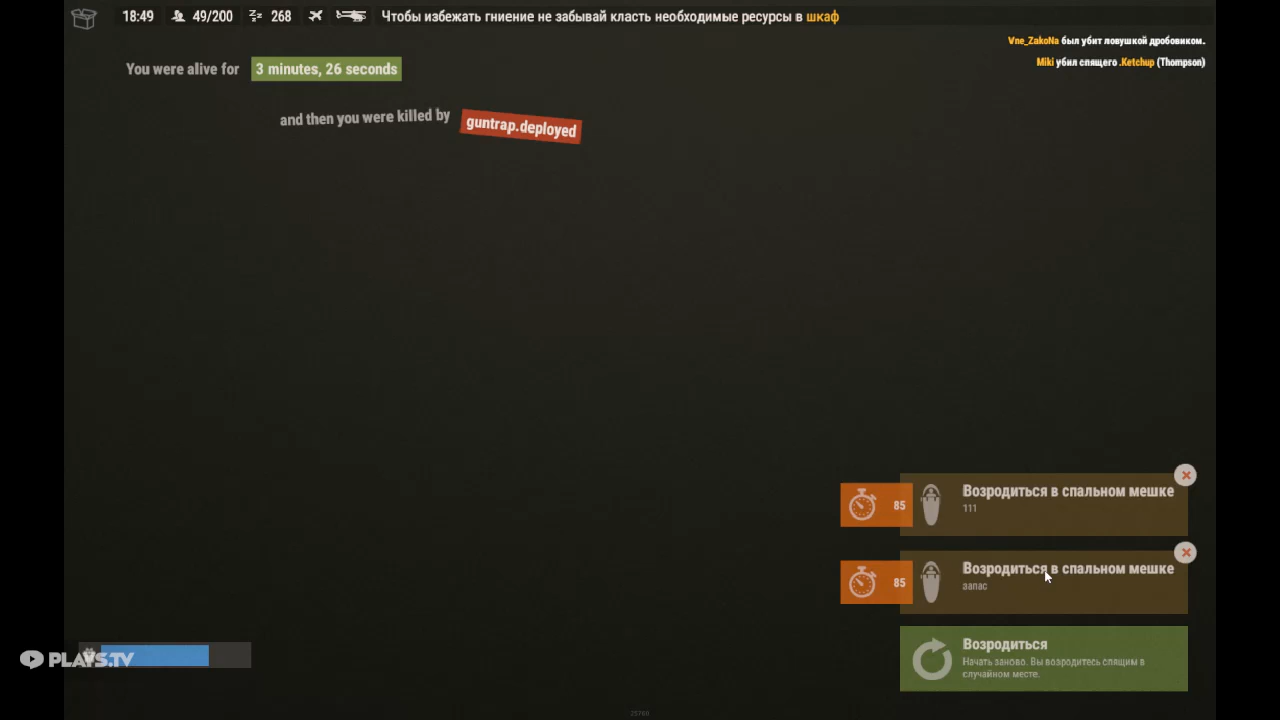 18:49 49/200 268 Чтобы избежать гниение не забывай класть необходимые ресурсы в шкаф
Vne_ZakoNa был убит ловушкой дробовиком.
Miki убил спящего .Ketchup (Thompson)
You were alive for 3 minutes, 26 seconds
and then you were killed by guntrap.deployed
85 Возродиться в спальном мешке
111
85 Возродиться в спальном мешке
запас
Возродиться
Начать заново. Вы возродитесь спящим в
случайном месте.
PLAYS.TV